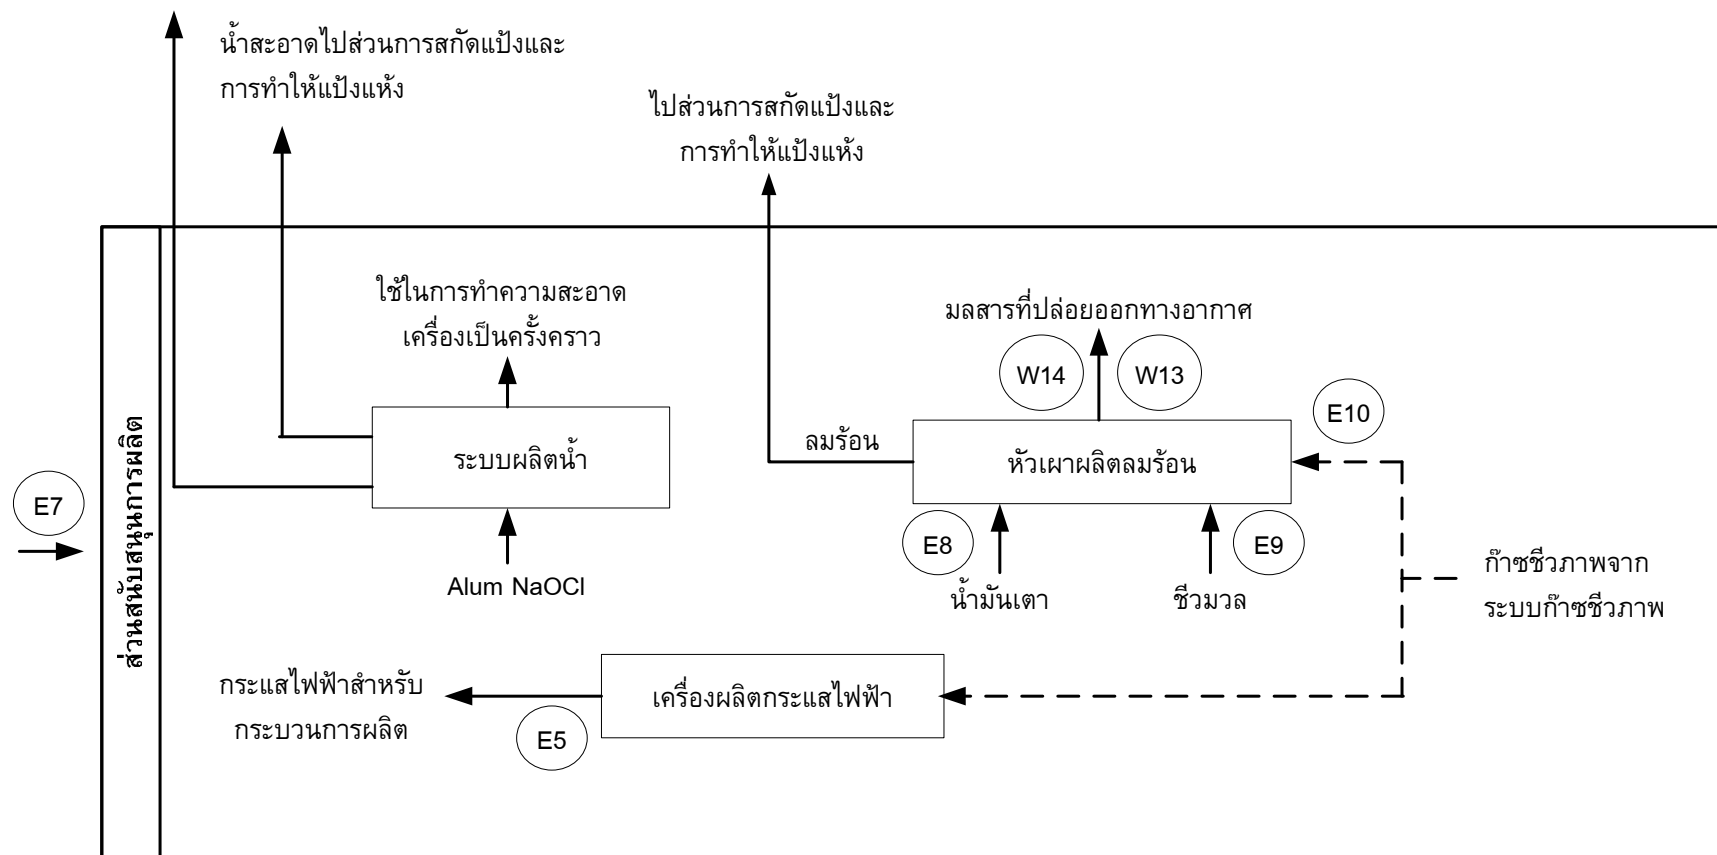 น้ำสะอาดไปส่วนการสกัดแป้งและ
การทำให้แป้งแห้ง
ไปส่วนการสกัดแป้งและ
การทำให้แป้งแห้ง
ใช้ในการทำความสะอาด
เครื่องเป็นครั้งคราว
มลสารที่ปล่อยออกทางอากาศ
W14
W13
E10
ส่วนสนับสนุนการผลิต
E7
ระบบผลิตน้ำ
ลมร้อน
หัวเผาผลิตลมร้อน
E8
E9
Alum NaOCl
น้ำมันเตา
ชีวมวล
ก๊าซชีวภาพจาก
ระบบก๊าซชีวภาพ
กระแสไฟฟ้าสำหรับ
กระบวนการผลิต
E5
เครื่องผลิตกระแสไฟฟ้า